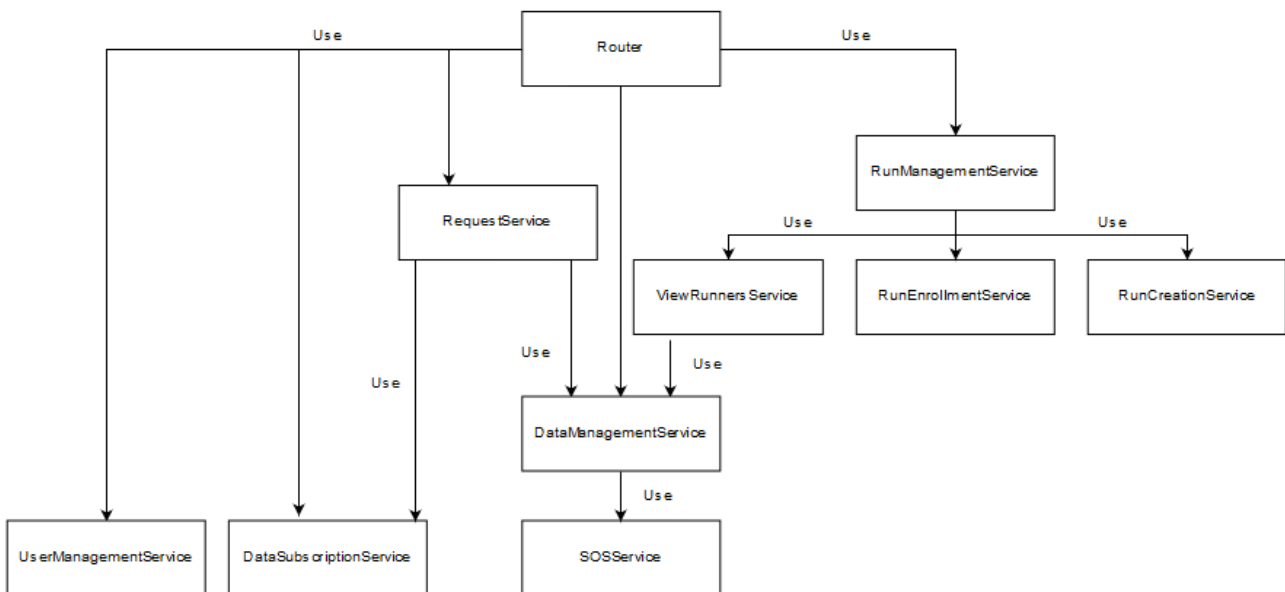 Use
Router
Use
RunManagementService
RequestService
Use
Use
ViewRunnersService
RunEnrollmentService
RunCreationService
Use
Use
Use
DataManagementService
Use
UserManagementService
DataSubscriptionService
SOSService